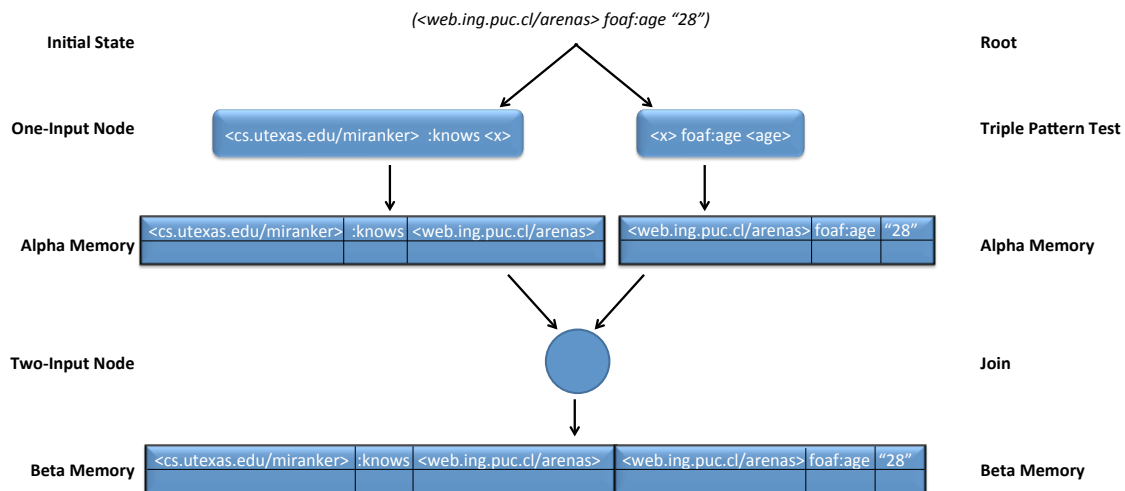 (<web.ing.puc.cl/arenas> foaf:age “28”)
Initial State
Root
One-Input Node
<cs.utexas.edu/miranker> :knows <x>
<x> foaf:age <age>
Triple Pattern Test
Alpha Memory
<cs.utexas.edu/miranker> :knows <web.ing.puc.cl/arenas>
<web.ing.puc.cl/arenas> foaf:age “28”
Alpha Memory
Two-Input Node
Join
Beta Memory
<cs.utexas.edu/miranker> :knows <web.ing.puc.cl/arenas> <web.ing.puc.cl/arenas> foaf:age “28”
Beta Memory